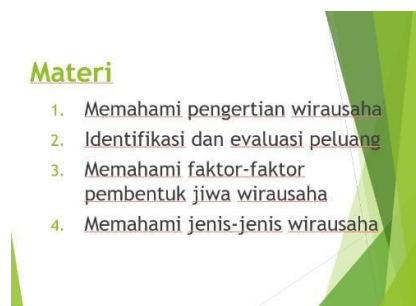 Materi
1. Memahami pengertian wirausaha
2. Identifikasi dan evaluasi peluang
3. Memahami faktor-faktor
pembentuk jiwa wirausaha
4. Memahami jenis-jenis wirausaha